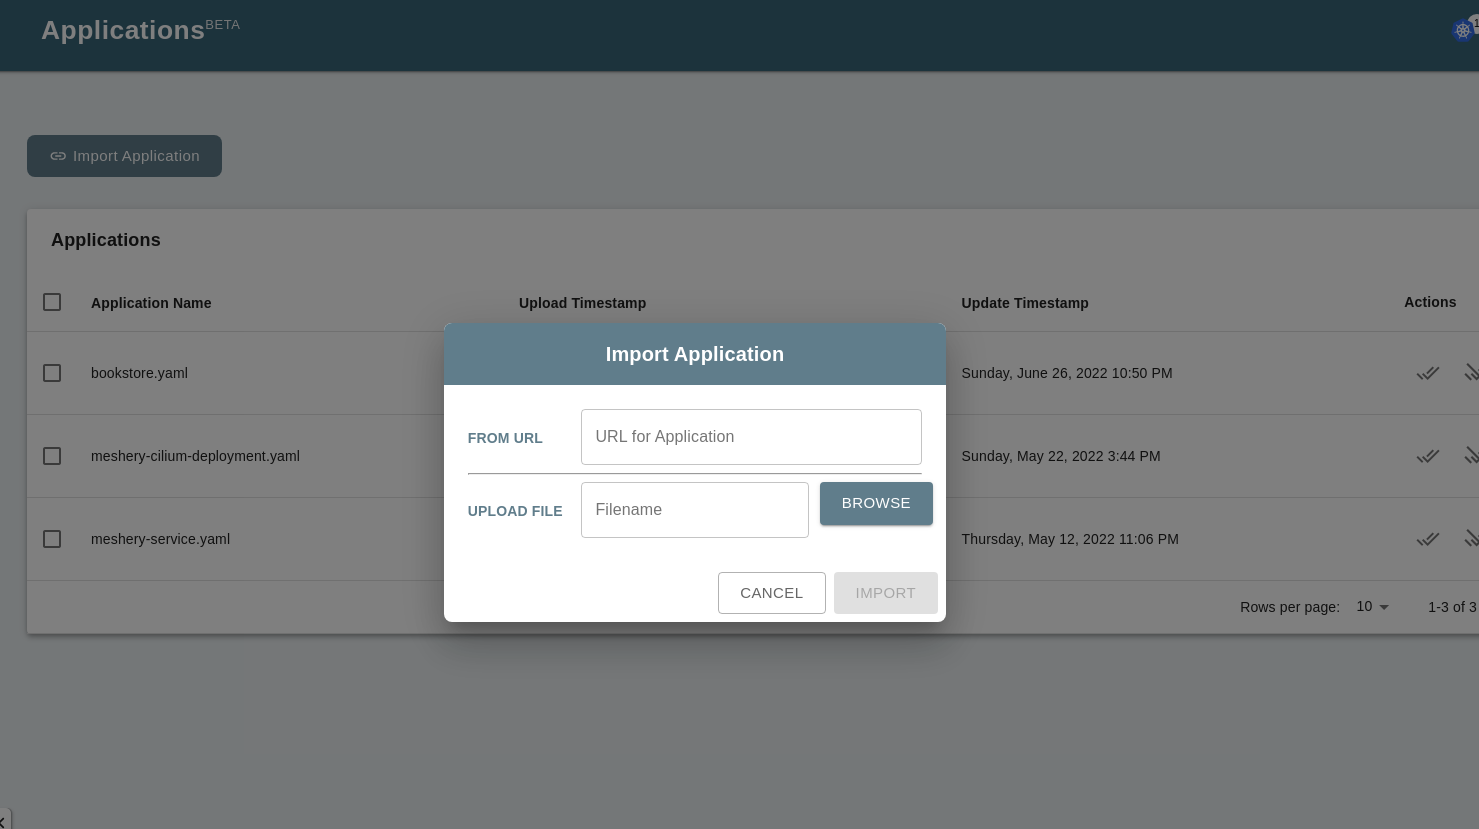 Applications BETA
1
Import Application
Applications
Application Name Upload Timestamp Update Timestamp Actions
bookstore.yaml Sunday, June 26, 2022 10:50 PM
meshery-cilium-deployment.yaml Sunday, May 22, 2022 3:44 PM
meshery-service.yaml Thursday, May 12, 2022 11:06 PM
Rows per page: 10 1-3 of 3
Import Application
FROM URL URL for Application
UPLOAD FILE Filename BROWSE
CANCEL IMPORT